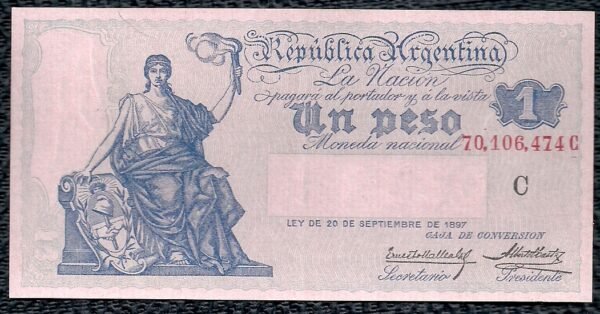 República Argentina
La Nación
pagará al portador y a la vista
1
Un peso
Moneda nacional
70,106,474 C
C
LEY DE 20 DE SEPTIEMBRE DE 1897
CAJA DE CONVERSION
Secretario
Presidente